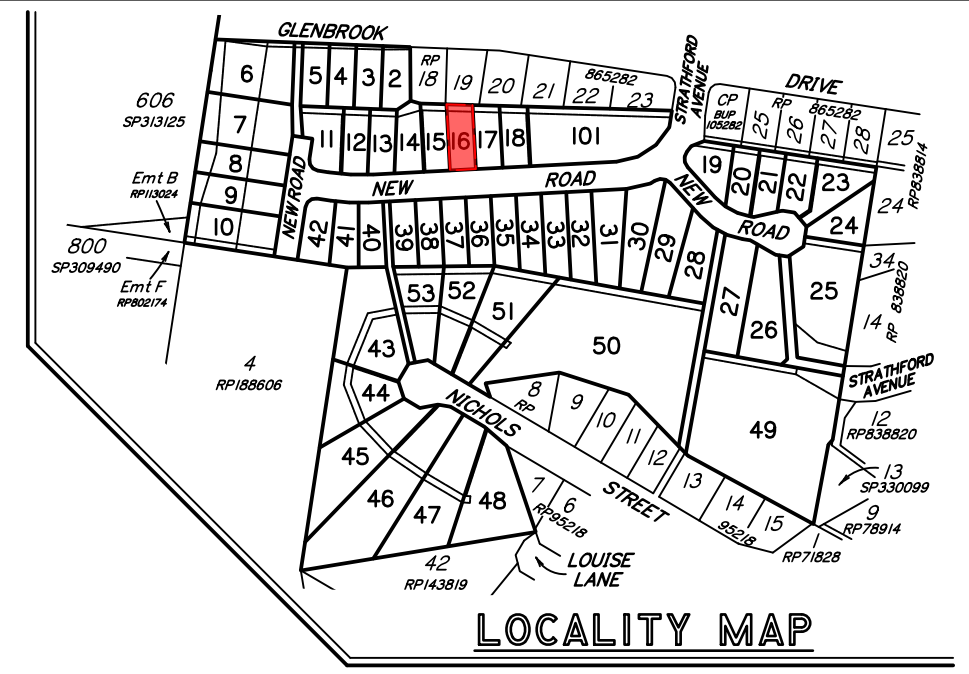 GLENBROOK
6
5
4
3
2
RP
18
19
20
21
865282
22
23
STRATHFORD
AVENUE
DRIVE
CP
BUP
105282
25
RP
26
865282
27
28
25
RP838814
24
606
SP313125
7
11
12
13
14
15
16
17
18
101
8
9
10
NEW ROAD
NEW ROAD
NEW ROAD
19
20
21
22
23
24
Emt B
RP113024
800
SP309490
Emt F
RP802174
42
41
40
39
38
37
36
35
34
33
32
31
30
29
28
27
26
25
34
838820
14
RP
53
52
51
50
43
44
45
46
47
48
49
4
RP188606
NICHOLS
STREET
8
RP
9
10
11
12
13
14
15
95218
STRATHFORD
AVENUE
12
RP838820
13
SP330099
9
RP78914
1
RP71828
7
6
RP95218
LOUISE
LANE
42
RP143819
LOCALITY MAP